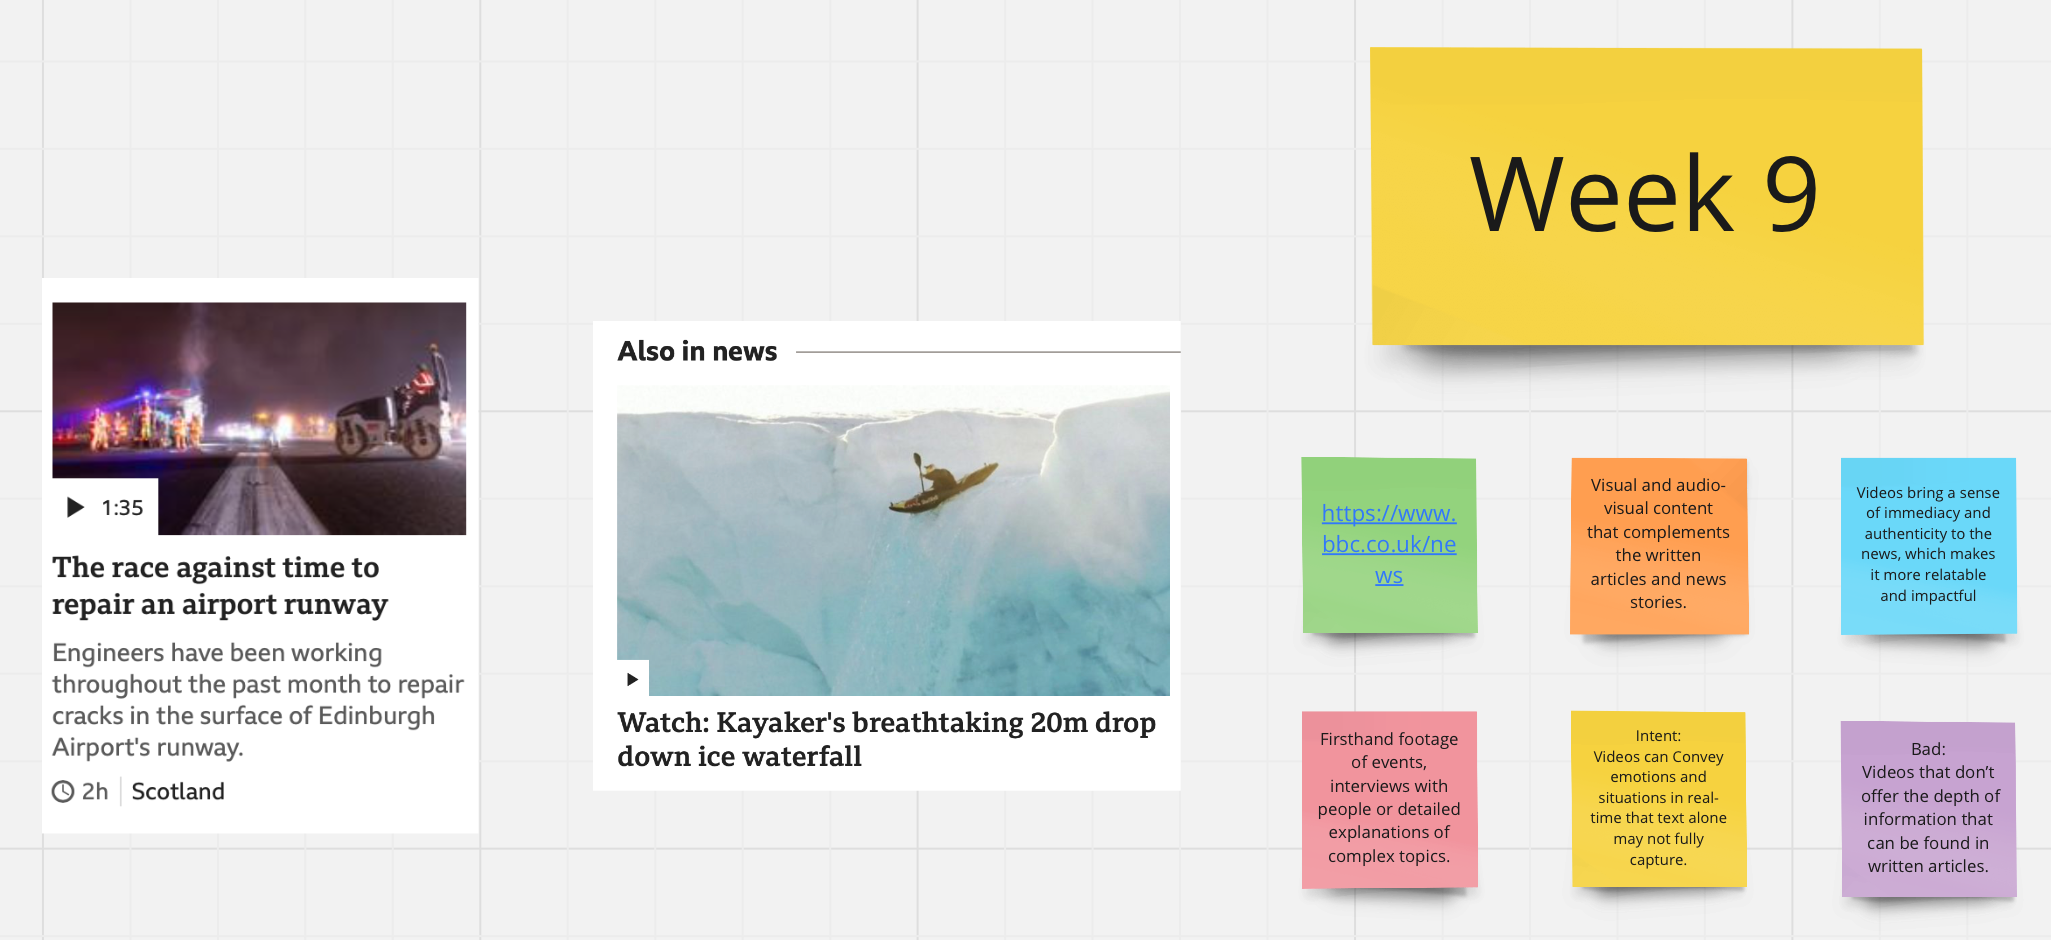 Week 9
1:35
The race against time to
repair an airport runway
Engineers have been working
throughout the past month to repair
cracks in the surface of Edinburgh
Airport's runway.
2h | Scotland
Also in news
Watch: Kayaker's breathtaking 20m drop
down ice waterfall
https://www.
bbc.co.uk/ne
ws
Visual and audio-
visual content
that complements
the written
articles and news
stories.
Videos bring a sense
of immediacy and
authenticity to the
news, which makes
it more relatable
and impactful
Firsthand footage
of events,
interviews with
people or detailed
explanations of
complex topics.
Intent:
Videos can Convey
emotions and
situations in real-
time that text alone
may not fully
capture.
Bad:
Videos that don't
offer the depth of
information that
can be found in
written articles.